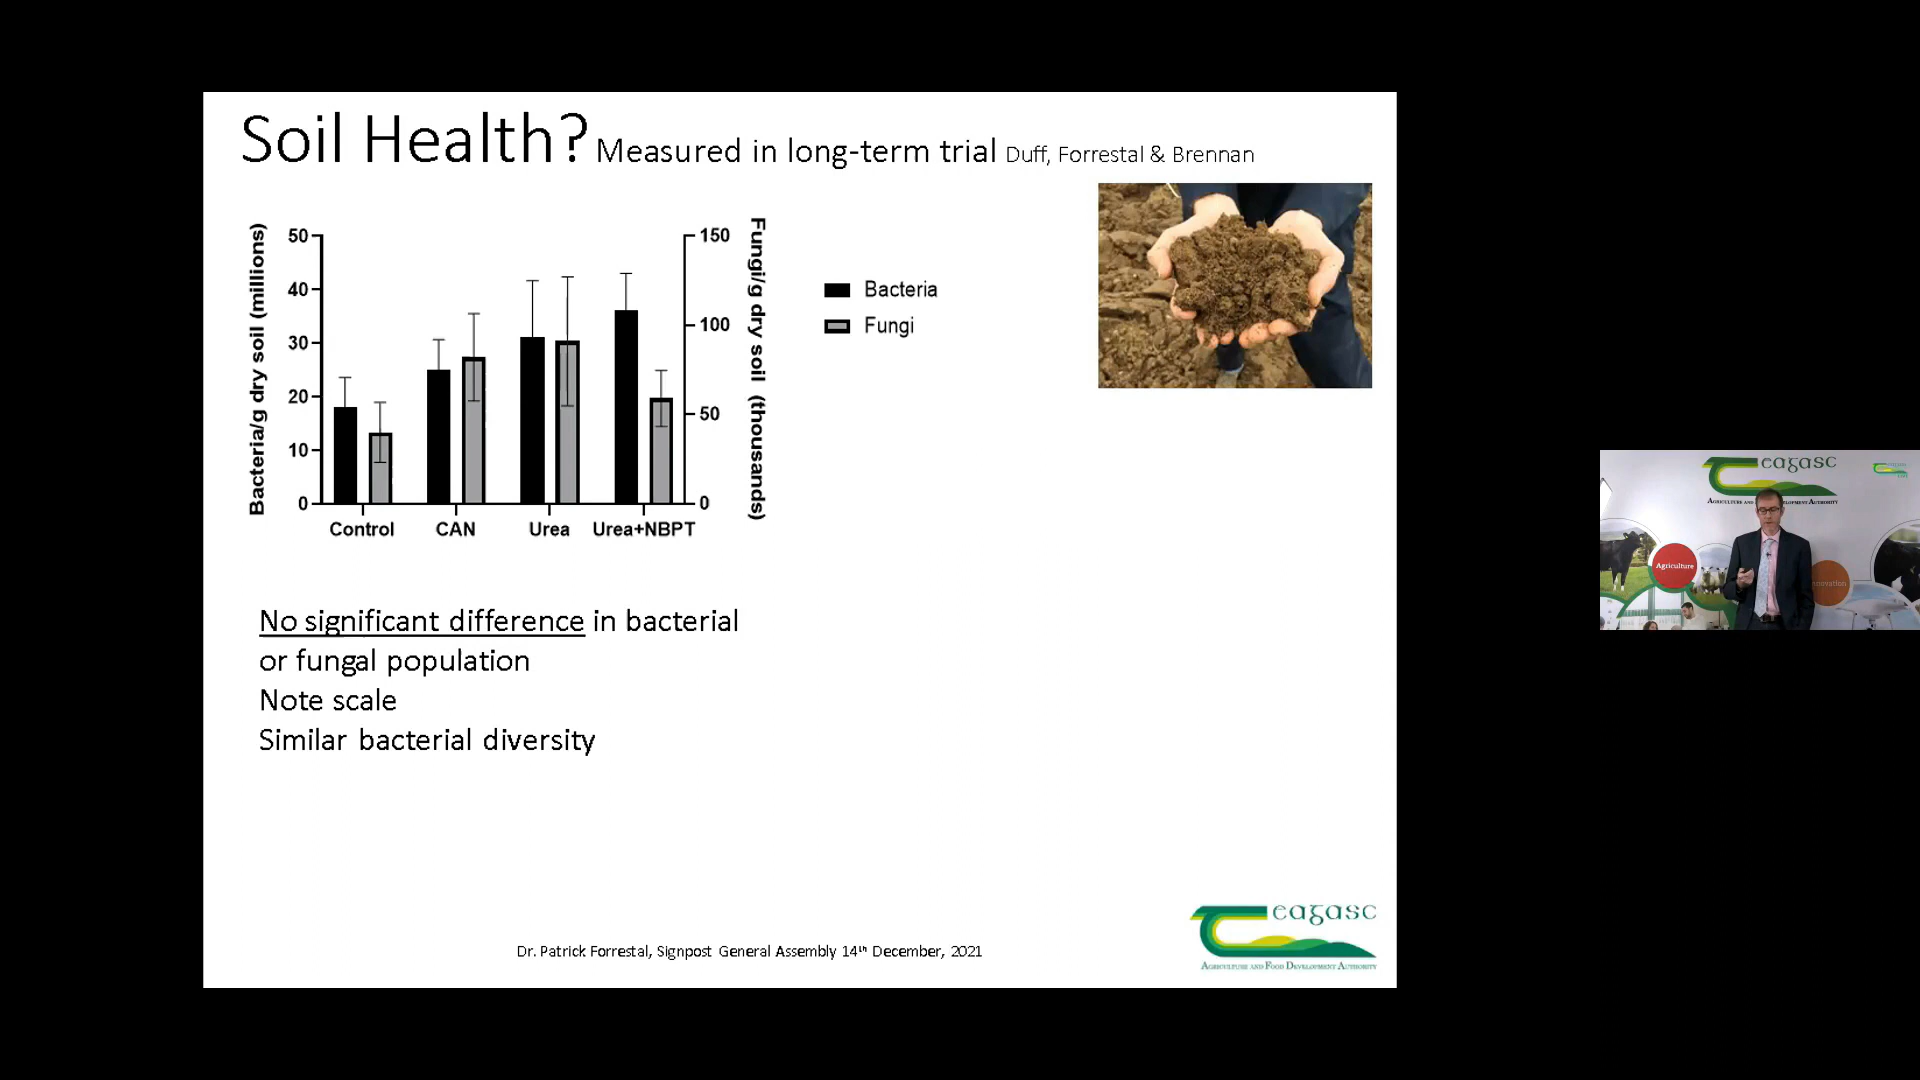 Soil Health? Measured in long-term trial Duff, Forrestal & Brennan
Bacteria/g dry soil (millions)
50
40
30
20
10
0
Fungi/g dry soil (thousands)
150
100
50
0
Control CAN Urea Urea+NBPT
Bacteria
Fungi
No significant difference in bacterial
or fungal population
Note scale
Similar bacterial diversity
Dr. Patrick Forrestal, Signpost General Assembly 14th December, 2021
eagasc
Agriculture and Food Development Authority
eagasc
Agriculture